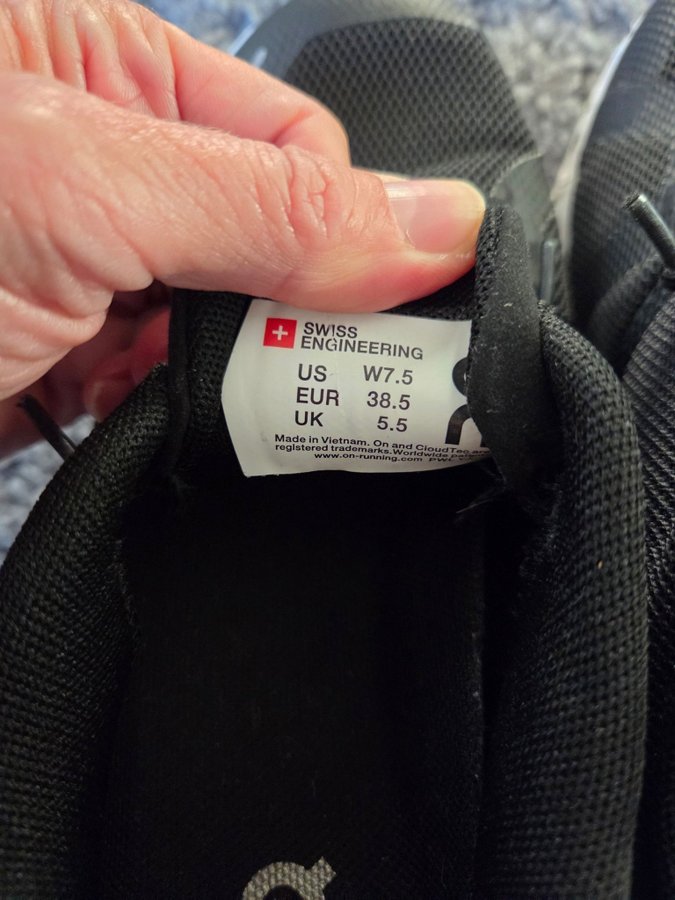 SWISS
ENGINEERING
US W7.5
EUR 38.5
UK 5.5
Made in Vietnam. On and CloudTec are
registered trademarks. Worldwide
www.on-running.com